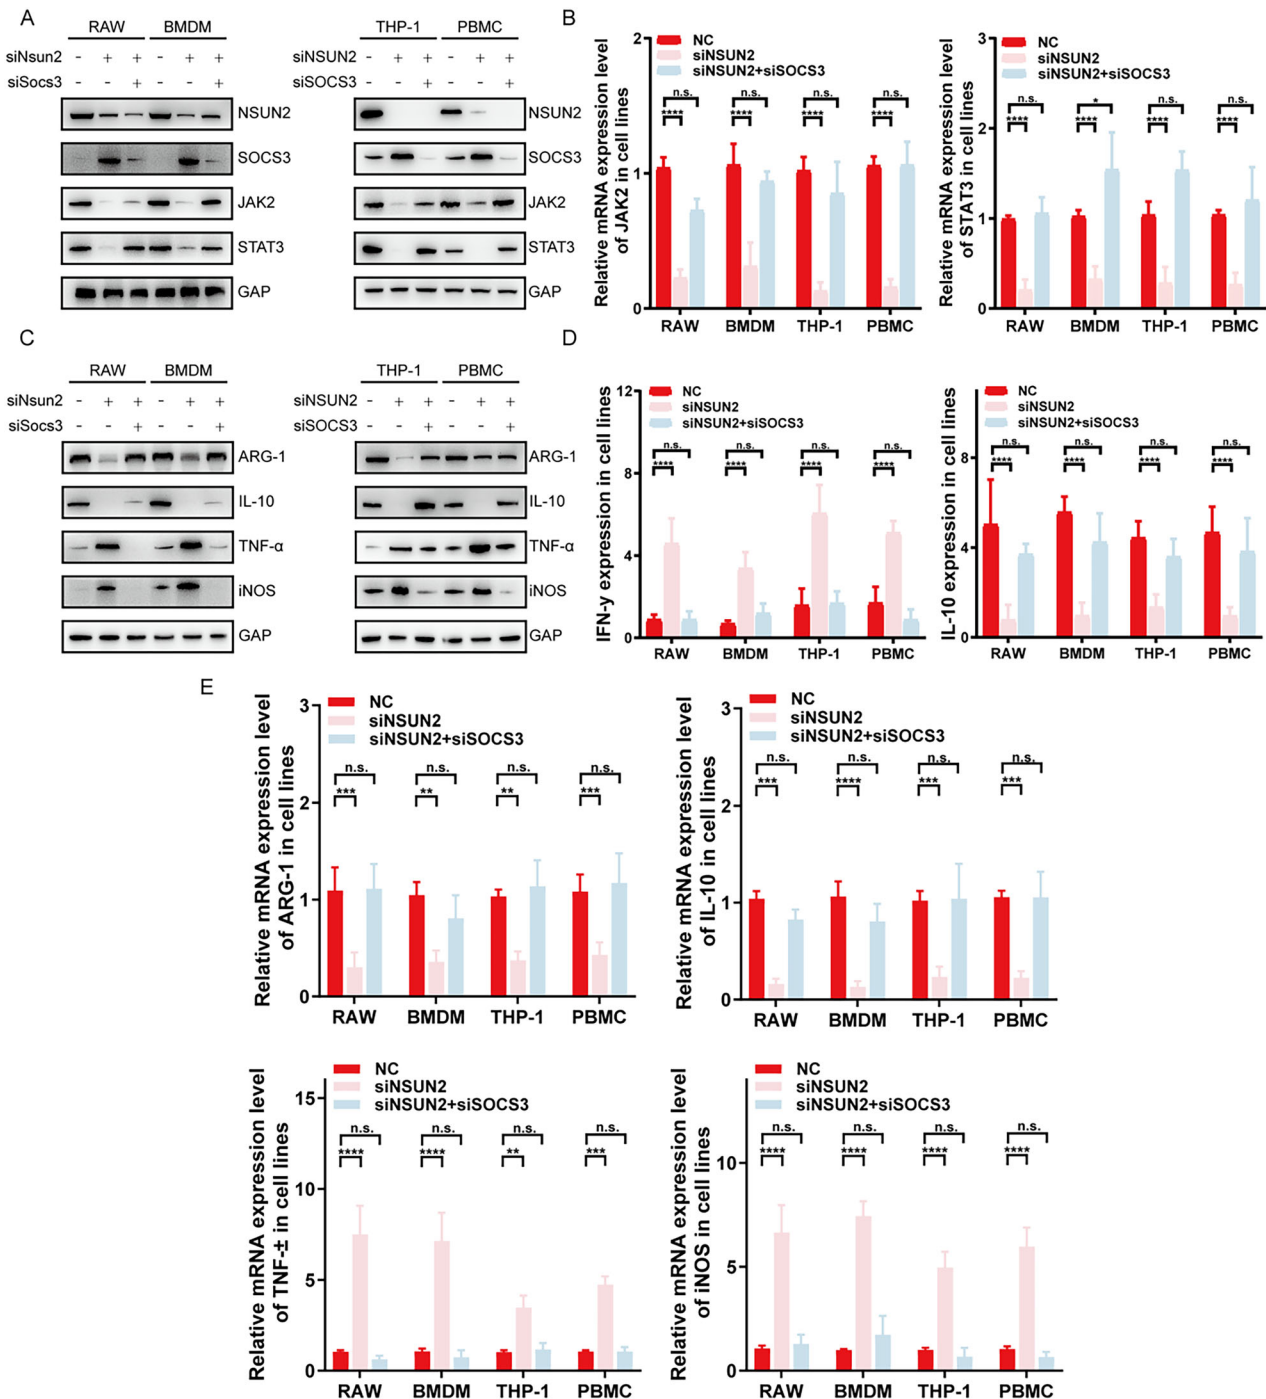 A
RAW BMDM
siNsun2 - + + - + +
siSocs3 - - + - - +
NSUN2
SOCS3
JAK2
STAT3
GAP
THP-1 PBMC
siNSUN2 - + + - + +
siSOCS3 - - + - - +
NSUN2
SOCS3
JAK2
STAT3
GAP
B
NC
siNSUN2
siNSUN2+siSOCS3
Relative mRNA expression level
of JAK2 in cell lines
2
1
0
n.s. n.s. n.s. n.s.
**** **** **** ****
RAW BMDM THP-1 PBMC
NC
siNSUN2
siNSUN2+siSOCS3
Relative mRNA expression level
of STAT3 in cell lines
3
2
1
0
n.s. * n.s. n.s.
**** **** **** ****
RAW BMDM THP-1 PBMC
C
RAW BMDM
siNsun2 - + + - + +
siSocs3 - - + - - +
ARG-1
IL-10
TNF-α
iNOS
GAP
THP-1 PBMC
siNSUN2 - + + - + +
siSOCS3 - - + - - +
ARG-1
IL-10
TNF-α
iNOS
GAP
D
NC
siNSUN2
siNSUN2+siSOCS3
IFN-y expression in cell lines
12
8
4
0
n.s. n.s. n.s. n.s.
**** **** **** ****
RAW BMDM THP-1 PBMC
NC
siNSUN2
siNSUN2+siSOCS3
IL-10 expression in cell lines
8
4
0
n.s. n.s. n.s. n.s.
**** **** **** ****
RAW BMDM THP-1 PBMC
E
NC
siNSUN2
siNSUN2+siSOCS3
Relative mRNA expression level
of ARG-1 in cell lines
3
2
1
0
n.s. n.s. n.s. n.s.
*** ** ** ***
RAW BMDM THP-1 PBMC
NC
siNSUN2
siNSUN2+siSOCS3
Relative mRNA expression level
of IL-10 in cell lines
3
2
1
0
n.s. n.s. n.s. n.s.
*** **** *** ***
RAW BMDM THP-1 PBMC
NC
siNSUN2
siNSUN2+siSOCS3
Relative mRNA expression level
of TNF-± in cell lines
15
10
5
0
n.s. n.s. n.s. n.s.
**** **** ** ***
RAW BMDM THP-1 PBMC
NC
siNSUN2
siNSUN2+siSOCS3
Relative mRNA expression level
of iNOS in cell lines
10
5
0
n.s. n.s. n.s. n.s.
**** **** **** ****
RAW BMDM THP-1 PBMC